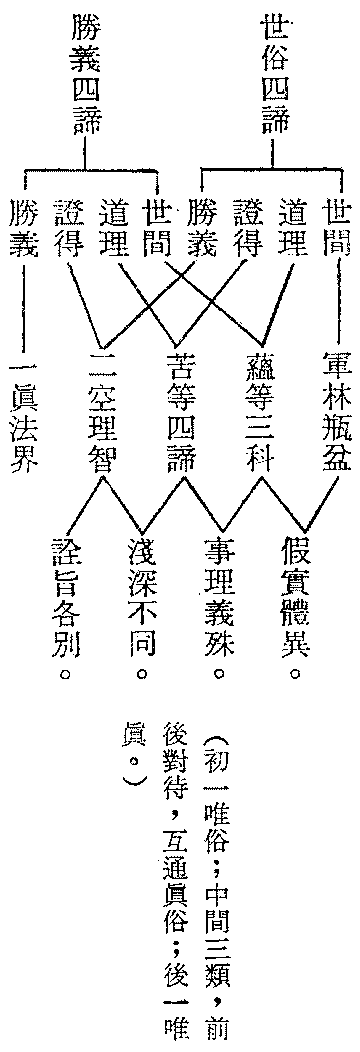 世俗四諦
勝義四諦
世間
道理
證得
勝義
世間
道理
證得
勝義
軍林瓶盆
蘊等三科
苦等四諦
二空理智
一眞法界
假實體異。
事理義殊。
淺深不同。
詮旨各別。
（初一唯俗；中間三類，前
後對待，互通眞俗；後一唯
眞。）